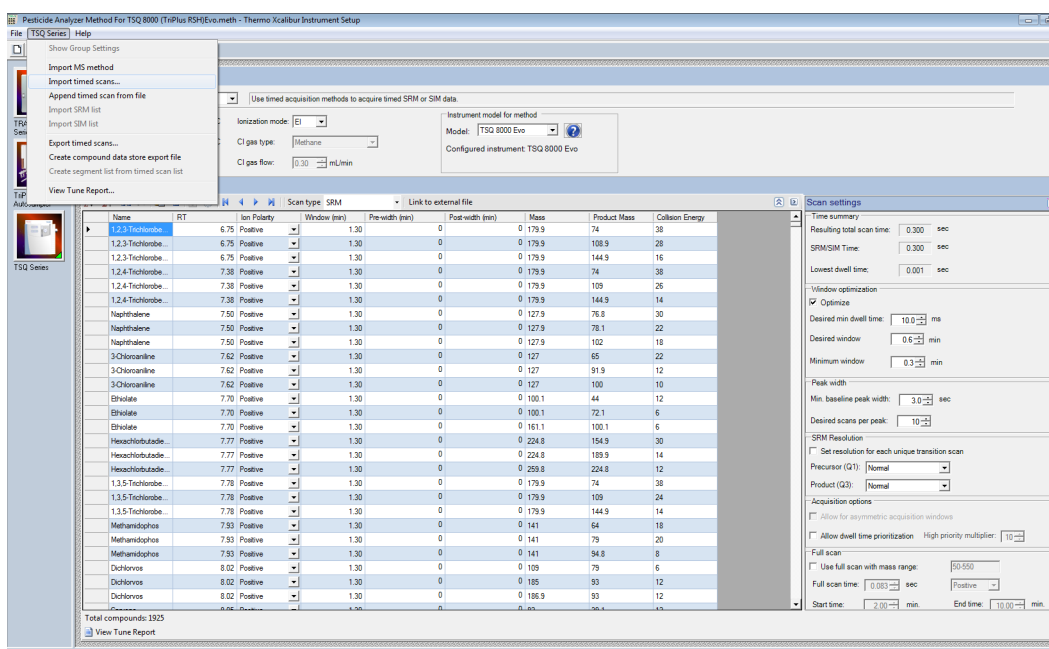 Pesticide Analyzer Method For TSQ 8000 (TriPlus RSH)Evo.meth - Thermo Xcalibur Instrument Setup
File TSQ Series Help
Show Group Settings
Import MS method
Import timed scans...
Append timed scan from file
Import SRM list
Import SIM list
Export timed scans...
Create compound data store export file
Create segment list from timed scan list
View Tune Report...
TSQ Series
Use timed acquisition methods to acquire timed SRM or SIM data.
Ionization mode: EI
CI gas type: Methane
CI gas flow: 0.30 mL/min
Instrument model for method
Model: TSQ 8000 Evo
Configured instrument: TSQ 8000 Evo
Scan type SRM Link to external file
Name RT Ion Polarity Window (min) Pre-width (min) Post-width (min) Mass Product Mass Collision Energy
1,2,3-Trichlorobe... 6.75 Positive 1.30 0 0 179.9 74 38
1,2,3-Trichlorobe... 6.75 Positive 1.30 0 0 179.9 108.9 28
1,2,3-Trichlorobe... 6.75 Positive 1.30 0 0 179.9 144.9 16
1,2,4-Trichlorobe... 7.38 Positive 1.30 0 0 179.9 74 38
1,2,4-Trichlorobe... 7.38 Positive 1.30 0 0 179.9 109 26
1,2,4-Trichlorobe... 7.38 Positive 1.30 0 0 179.9 144.9 14
Naphthalene 7.50 Positive 1.30 0 0 127.9 76.8 30
Naphthalene 7.50 Positive 1.30 0 0 127.9 78.1 22
Naphthalene 7.50 Positive 1.30 0 0 127.9 102 18
3-Chloroaniline 7.62 Positive 1.30 0 0 127 65 22
3-Chloroaniline 7.62 Positive 1.30 0 0 127 91.9 12
3-Chloroaniline 7.62 Positive 1.30 0 0 127 100 10
Ethiolate 7.70 Positive 1.30 0 0 100.1 44 12
Ethiolate 7.70 Positive 1.30 0 0 100.1 72.1 6
Ethiolate 7.70 Positive 1.30 0 0 161.1 100.1 6
Hexachlorbutadie... 7.77 Positive 1.30 0 0 224.8 154.9 30
Hexachlorbutadie... 7.77 Positive 1.30 0 0 224.8 189.9 14
Hexachlorbutadie... 7.77 Positive 1.30 0 0 259.8 224.8 12
1,3,5-Trichlorobe... 7.78 Positive 1.30 0 0 179.9 74 38
1,3,5-Trichlorobe... 7.78 Positive 1.30 0 0 179.9 109 24
1,3,5-Trichlorobe... 7.78 Positive 1.30 0 0 179.9 144.9 14
Methamidophos 7.93 Positive 1.30 0 0 141 64 18
Methamidophos 7.93 Positive 1.30 0 0 141 79 20
Methamidophos 7.93 Positive 1.30 0 0 141 94.8 8
Dichlorvos 8.02 Positive 1.30 0 0 109 79 6
Dichlorvos 8.02 Positive 1.30 0 0 185 93 12
Dichlorvos 8.02 Positive 1.30 0 0 186.9 93 12
Total compounds: 1925
View Tune Report
Scan settings
Time summary
Resulting total scan time: 0.300 sec
SRM/SIM Time: 0.300 sec
Lowest dwell time; 0.001 sec
Window optimization
Optimize
Desired min dwell time: 10.0 ms
Desired window 0.6 min
Minimum window 0.3 min
Peak width
Min. baseline peak width: 3.0 sec
Desired scans per peak: 10
SRM Resolution
Set resolution for each unique transition scan
Precursor (Q1): Normal
Product (Q3): Normal
Acquisition options
Allow for asymmetric acquisition windows
Allow dwell time prioritization High priority multiplier: 10
Full scan
Use full scan with mass range: 50-550
Full scan time: 0.083 sec Positive
Start time: 2.00 min. End time: 10.00 min.